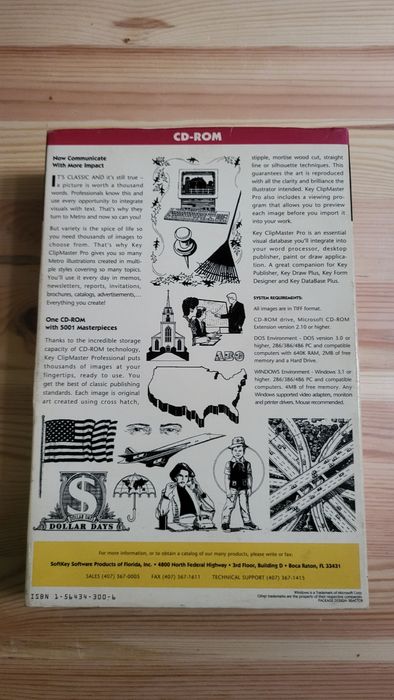 CD-ROM
Now Communicate
With More Impact
IT'S CLASSIC AND it's still true –
a picture is worth a thousand
words. Professionals know this and
use every opportunity to integrate
visuals with text. That's why they
turn to Metro and now so can you!
But variety is the spice of life so
you need thousands of images to
choose from. That's why Key
ClipMaster Pro gives you so many
Metro illustrations created in multi-
ple styles covering so many topics.
You'll use it every day in memos,
newsletters, reports, invitations,
brochures, catalogs, advertisements,...
Everything you create!
One CD-ROM
with 5001 Masterpieces
Thanks to the incredible storage
capacity of CD-ROM technology,
Key ClipMaster Professional puts
thousands of images at your
fingertips, ready to use. You
get the best of classic publishing
standards. Each image is original
art created using cross hatch,
stipple, mortise wood cut, straight
line or silhouette techniques. This
guarantees the art is reproduced
with all the clarity and brilliance the
illustrator intended. Key ClipMaster
Pro also includes a viewing pro-
gram that allows you to preview
each image before you import it
into your work.
Key ClipMaster Pro is an essential
visual database you'll integrate into
your word processor, desktop
publisher, paint or draw applica-
tion. A great companion for Key
Publisher, Key Draw Plus, Key Form
Designer and Key DataBase Plus.
SYSTEM REQUIREMENTS:
All images are in TIFF format.
CD-ROM drive, Microsoft CD-ROM
Extension version 2.10 or higher.
DOS Environment - DOS version 3.0 or
higher, 286/386/486 PC and compatible
computers with 640K RAM, 2MB of free
memory and a Hard Drive.
WINDOWS Environment - Windows 3.1 or
higher. 286/386/486 PC and compatible
computers. 4MB of free memory. Any
Windows supported video adapters, monitors
and printer drivers. Mouse recommended.
ABC
DOLLAR DAYS
DOLLAR DAYS
For more information, or to obtain a catalog of our many products, please write or fax:
SoftKey Software Products of Florida, Inc. • 4800 North Federal Highway • 3rd Floor, Building D • Boca Raton, FL 33431
SALES (407) 367-0005 FAX (407) 367-1611 TECHNICAL SUPPORT (407) 367-1415
ISBN 1-56434-300-6
Windows is a Trademark of Microsoft Corp.
Other trademarks are the property of their respective companies.
PACKAGE DESIGN: REACTOR